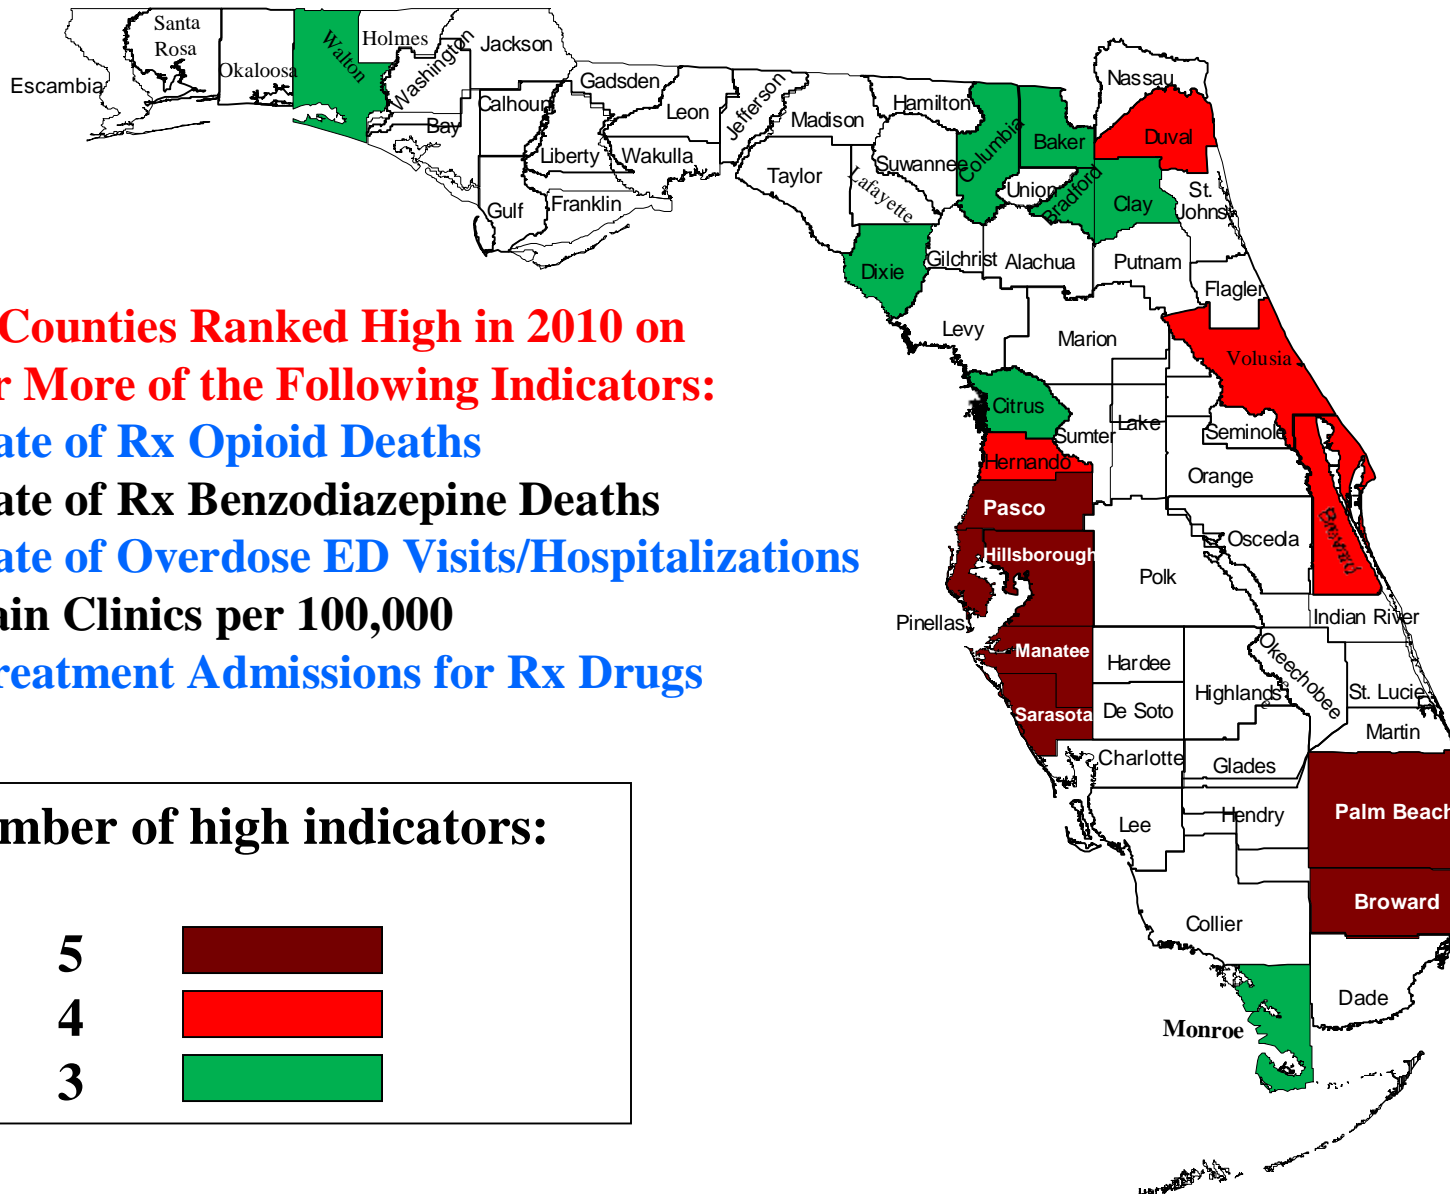 Santa
Rosa
Escambia
Okaloosa
Walton
Holmes
Washington
Jackson
Bay
Calhoun
Gulf
Gadsden
Liberty
Franklin
Leon
Wakulla
Jefferson
Madison
Taylor
Hamilton
Suwannee
Lafayette
Columbia
Baker
Nassau
Duval
Union
Bradford
Clay
St.
Johns
Dixie
Gilchrist
Alachua
Putnam
Flagler
Levy
Marion
Volusia
Counties Ranked High in 2010 on
r More of the Following Indicators:
ate of Rx Opioid Deaths
ate of Rx Benzodiazepine Deaths
ate of Overdose ED Visits/Hospitalizations
ain Clinics per 100,000
reatment Admissions for Rx Drugs
Citrus
Sumter
Lake
Seminole
Hernando
Orange
Pasco
Brevard
Hillsborough
Osceola
Polk
Pinellas
Indian River
Manatee
Hardee
Okeechobee
Highlands
St. Lucie
Sarasota
De Soto
Martin
Charlotte
Glades
Lee
Hendry
Palm Beach
Broward
Collier
Dade
Monroe
mber of high indicators:
5
4
3